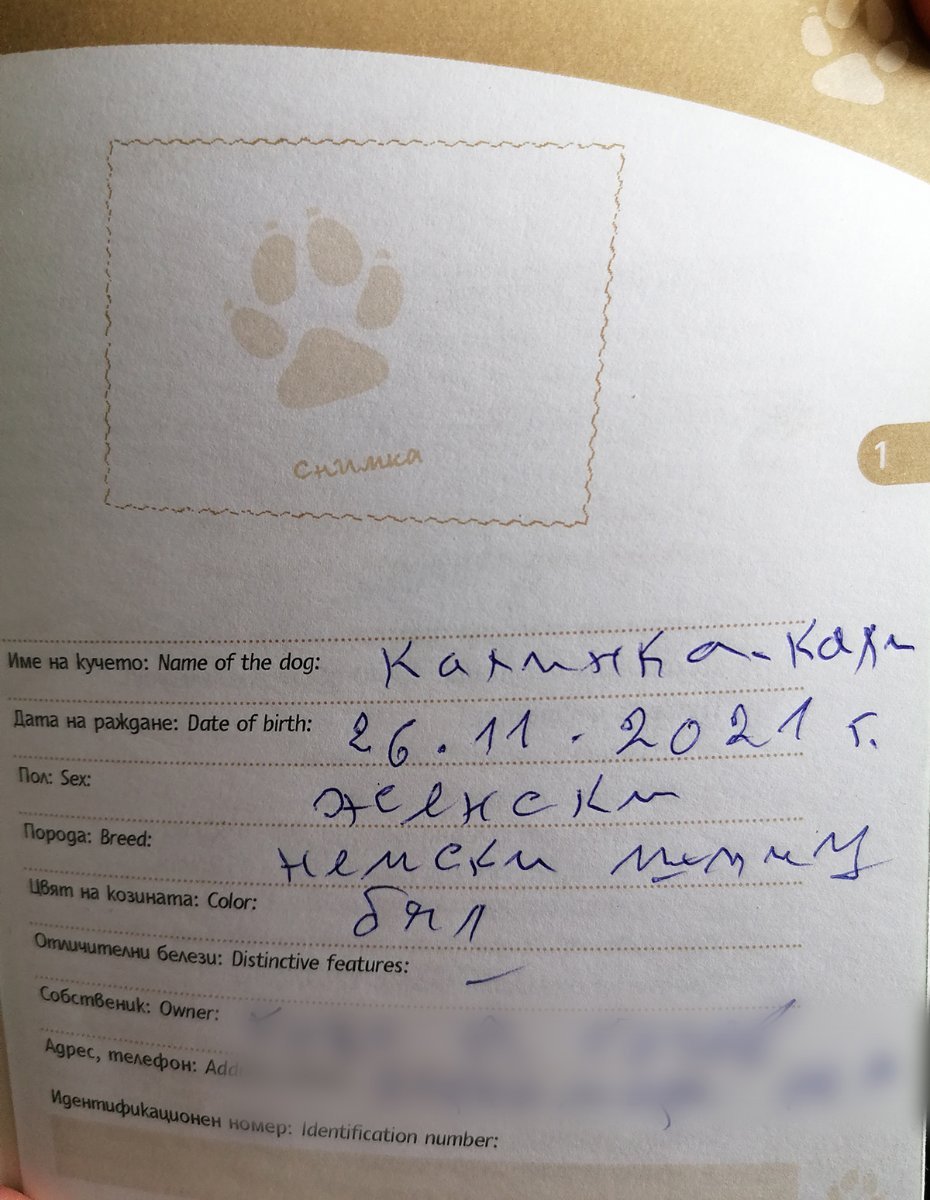 снимка
1
Име на кучето: Name of the dog: Калинка-Кали
Дата на раждане: Date of birth: 26.11.2021 г.
Пол: Sex: женски
Порода: Breed: немски шпиц
Цвят на козината: Color: бял
Отличителни белези: Distinctive features: –
Собственик: Owner:
Адрес, телефон:
Идентификационен номер: Identification number: